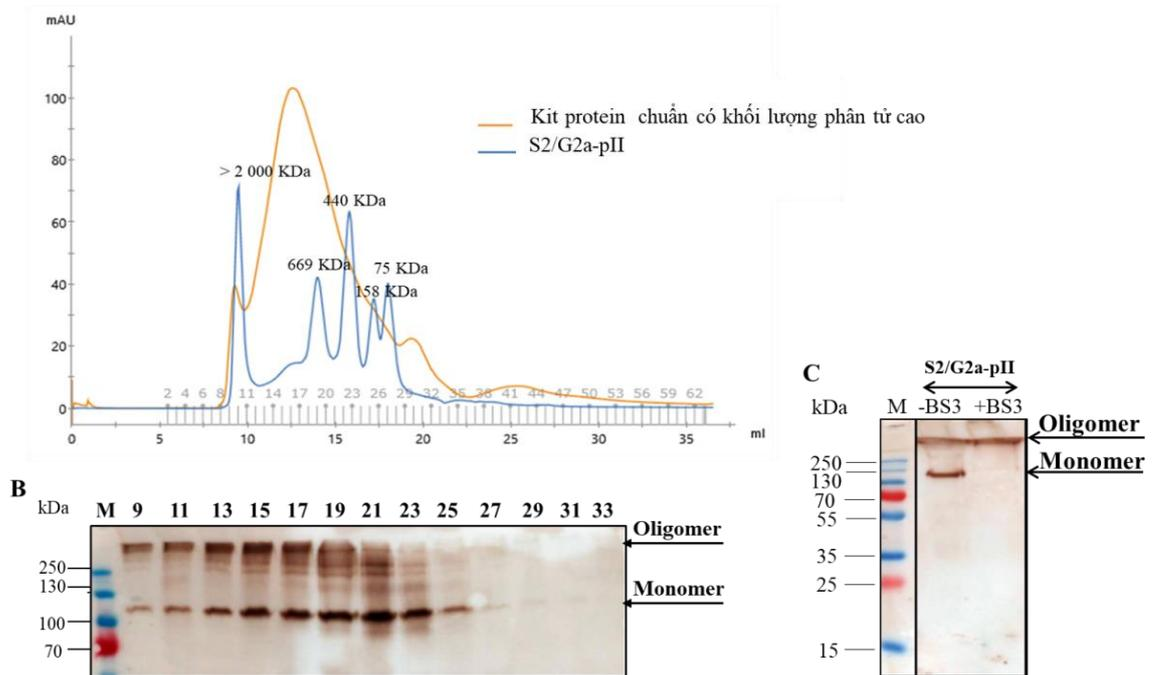 mAU
Kit protein chuẩn có khối lượng phân tử cao
S2/G2a-pII
> 2 000 KDa
440 KDa
669 KDa
75 KDa
158 KDa
100
80
60
40
20
0
2 4 6 8 11 14 17 20 23 26 29 32 35 38 41 44 47 50 53 56 59 62
0 5 10 15 20 25 30 35 ml
B
kDa M 9 11 13 15 17 19 21 23 25 27 29 31 33
Oligomer
250
130
Monomer
100
70
C
S2/G2a-pII
kDa M -BS3 +BS3
Oligomer
250
Monomer
130
70
55
35
25
15